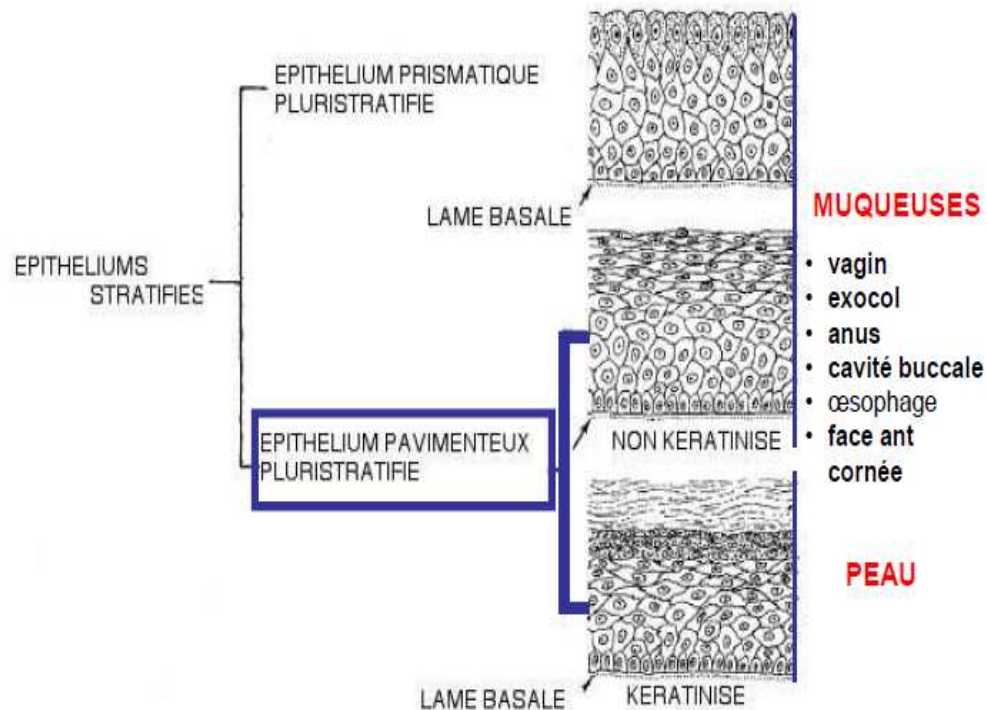 EPITHELIUM PRISMATIQUE
PLURISTRATIFIE
LAME BASALE
MUQUEUSES
EPITHELIUMS
STRATIFIES
• vagin
• exocol
• anus
• cavité buccale
• œsophage
• face ant
cornée
EPITHELIUM PAVIMENTEUX
PLURISTRATIFIE
NON KERATINISE
PEAU
LAME BASALE
KERATINISE